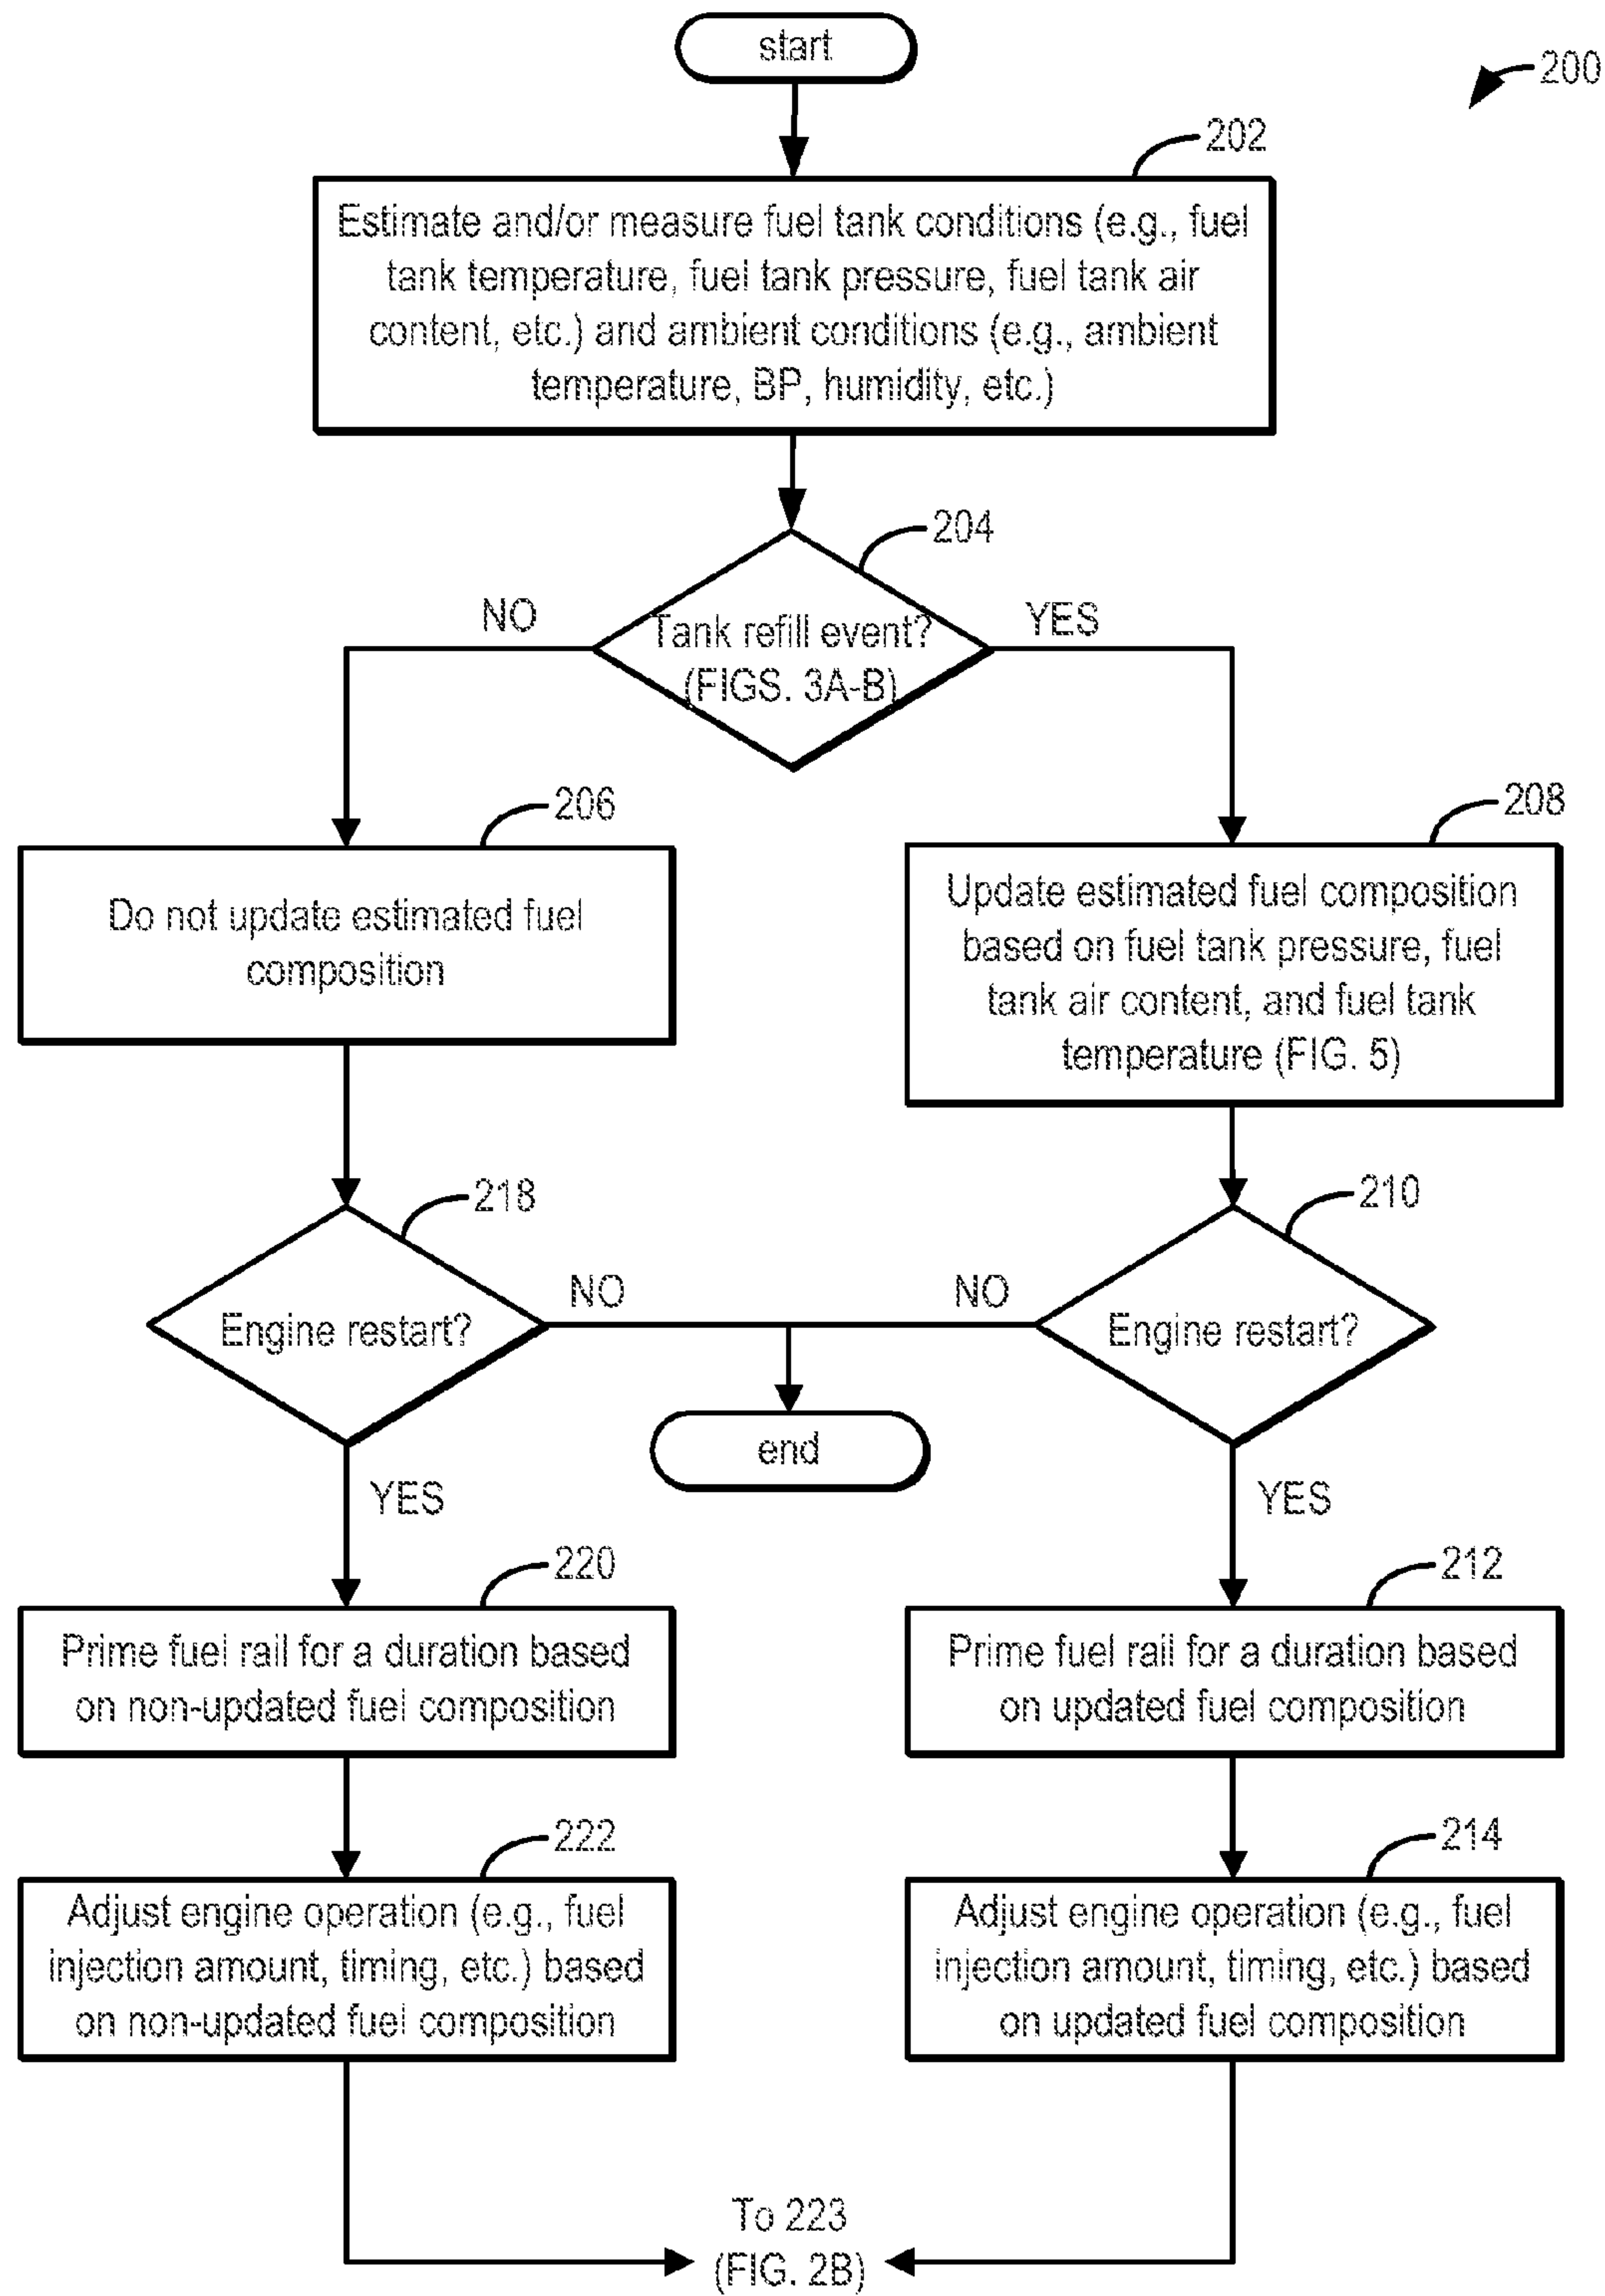 start
200
202
Estimate and/or measure fuel tank conditions (e.g., fuel
tank temperature, fuel tank pressure, fuel tank air
content, etc.) and ambient conditions (e.g., ambient
temperature, BP, humidity, etc.)
204
NO
YES
Tank refill event?
(FIGS. 3A-B)
206
208
Do not update estimated fuel
composition
Update estimated fuel composition
based on fuel tank pressure, fuel
tank air content, and fuel tank
temperature (FIG. 5)
218
210
Engine restart?
NO
NO
Engine restart?
end
YES
YES
220
212
Prime fuel rail for a duration based
on non-updated fuel composition
Prime fuel rail for a duration based
on updated fuel composition
222
214
Adjust engine operation (e.g., fuel
injection amount, timing, etc.) based
on non-updated fuel composition
Adjust engine operation (e.g., fuel
injection amount, timing, etc.) based
on updated fuel composition
To 223
(FIG. 2B)